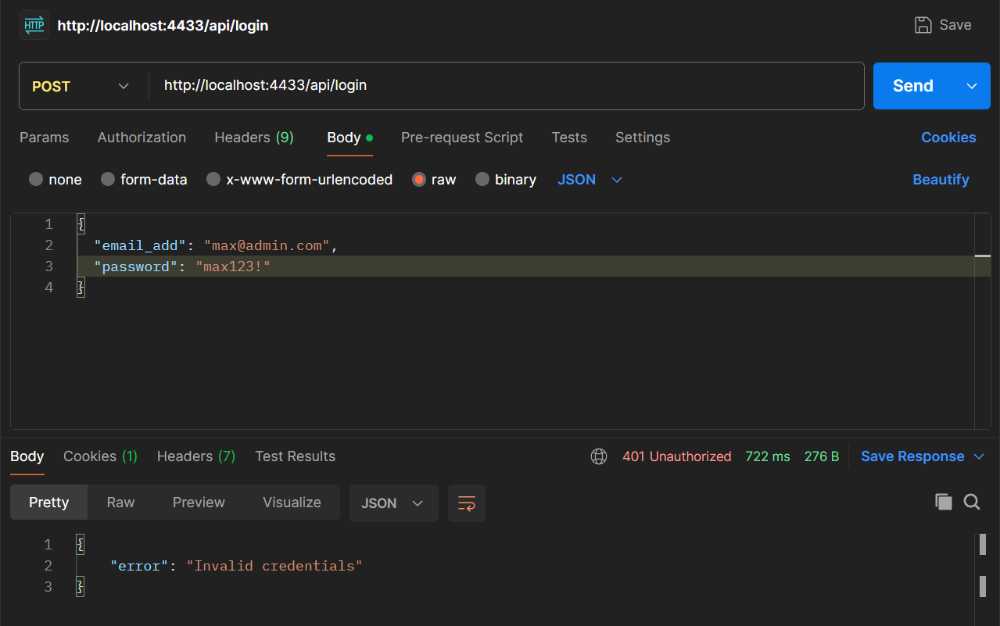 HTTP http://localhost:4433/api/login Save
POST http://localhost:4433/api/login Send
Params Authorization Headers (9) Body Pre-request Script Tests Settings Cookies
none form-data x-www-form-urlencoded raw binary JSON Beautify
1 {
2 "email_add": "max@admin.com",
3 "password": "max123!"
4 }
Body Cookies (1) Headers (7) Test Results 401 Unauthorized 722 ms 276 B Save Response
Pretty Raw Preview Visualize JSON
1 {
2 "error": "Invalid credentials"
3 }